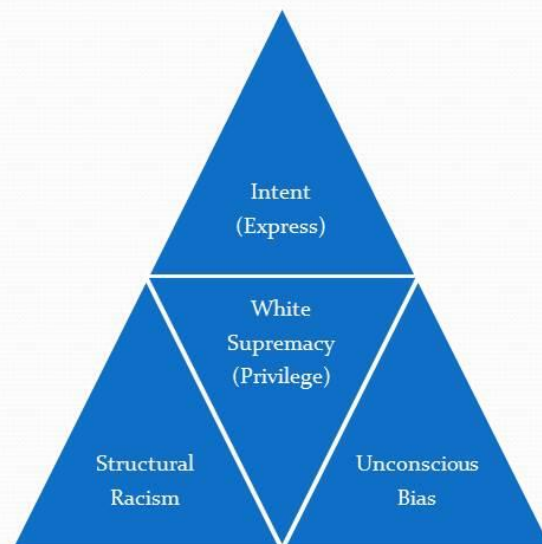 Intent
(Express)
White
Supremacy
(Privilege)
Structural
Racism
Unconscious
Bias